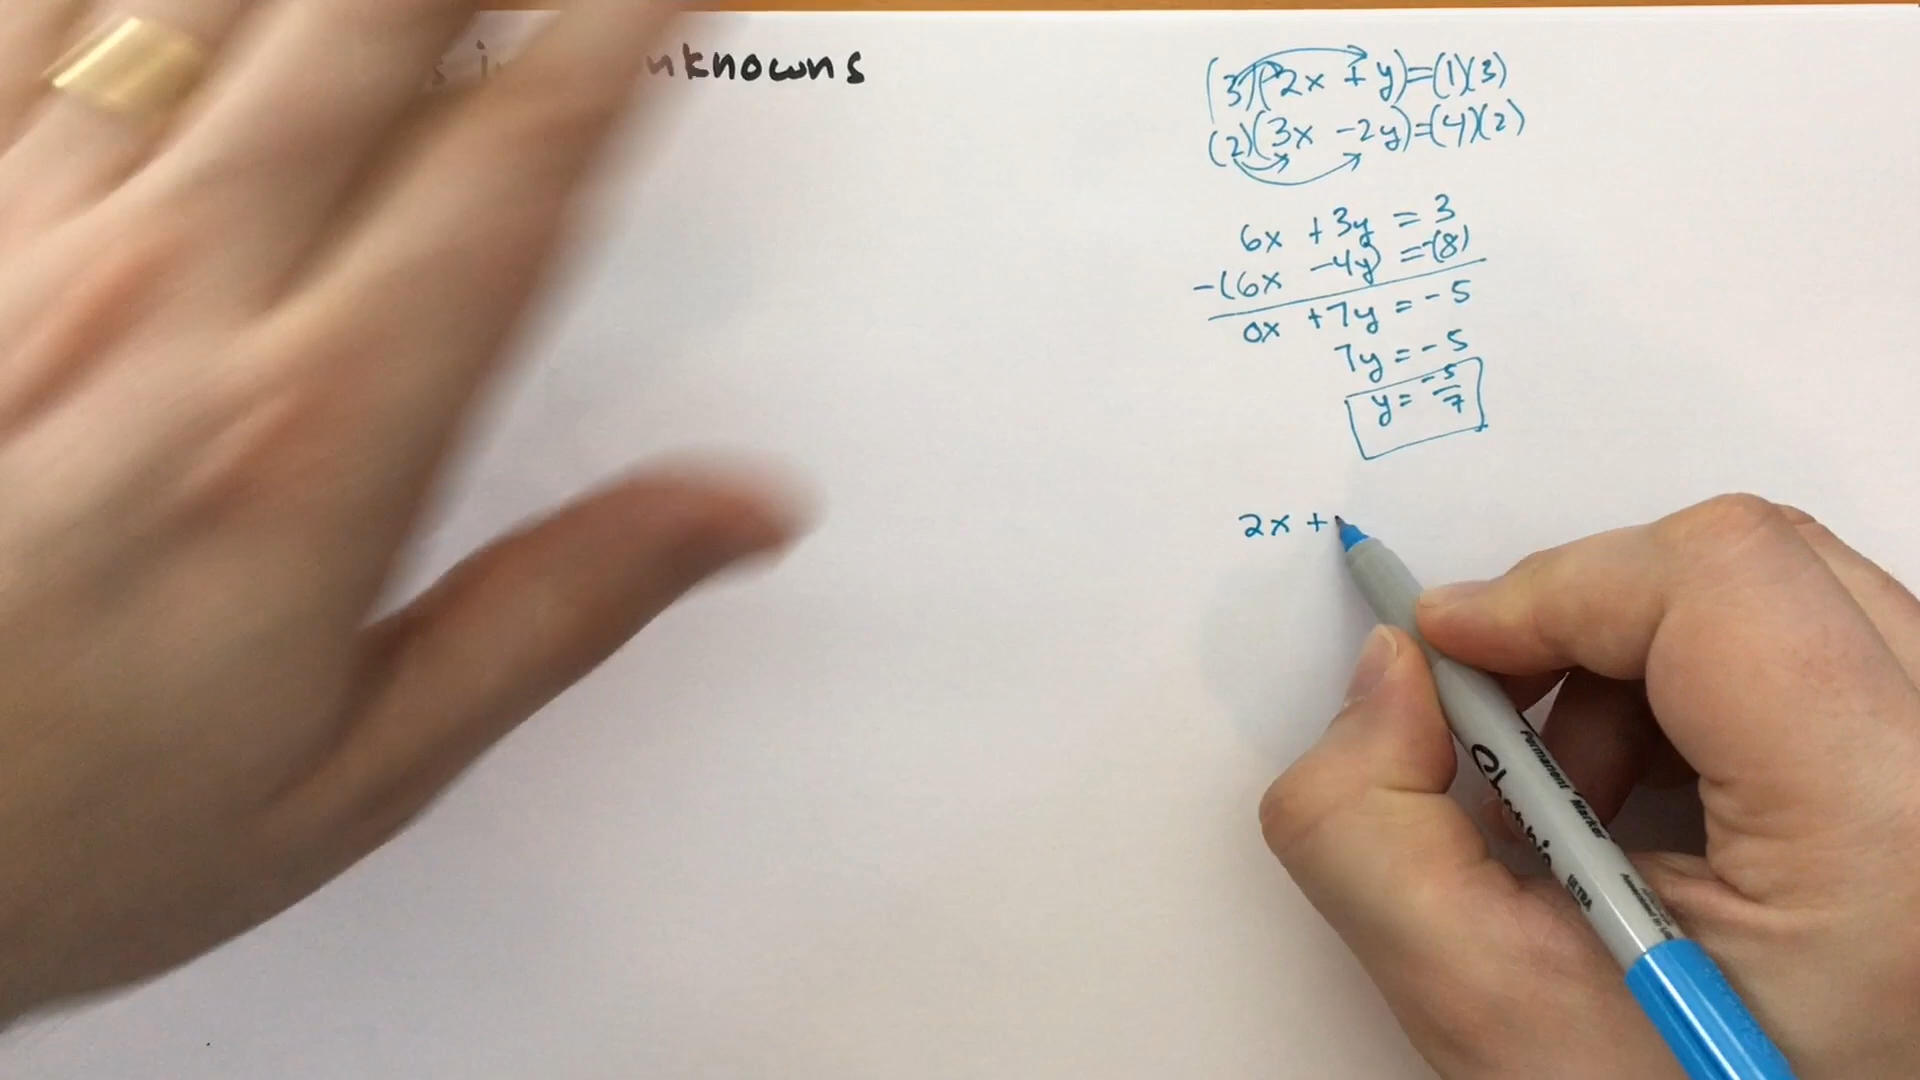 unknowns
(3)(2x + y)=(1)(3)
(2)(3x -2y)=(4)(2)
6x +3y = 3
-(6x -4y) =-(8)
0x +7y = -5
7y = -5
y = -5/7
2x +
Sharpie
Permanent Marker
ULTRA